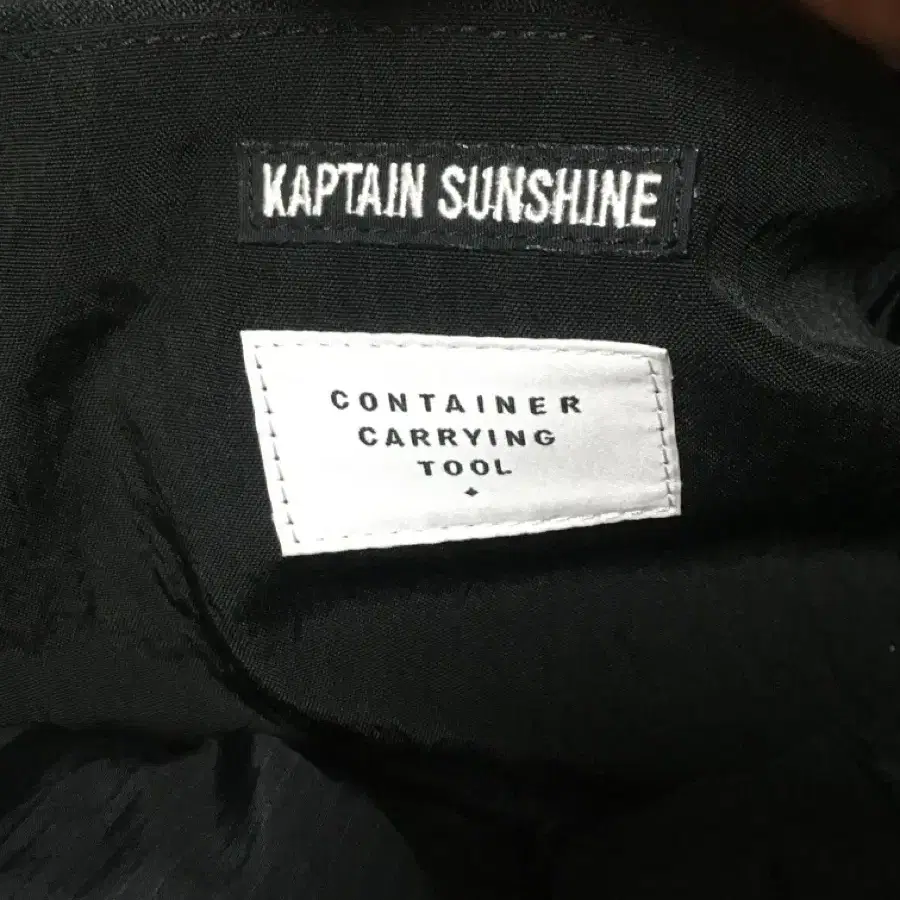 KAPTAIN SUNSHINE
CONTAINER
CARRYING
TOOL